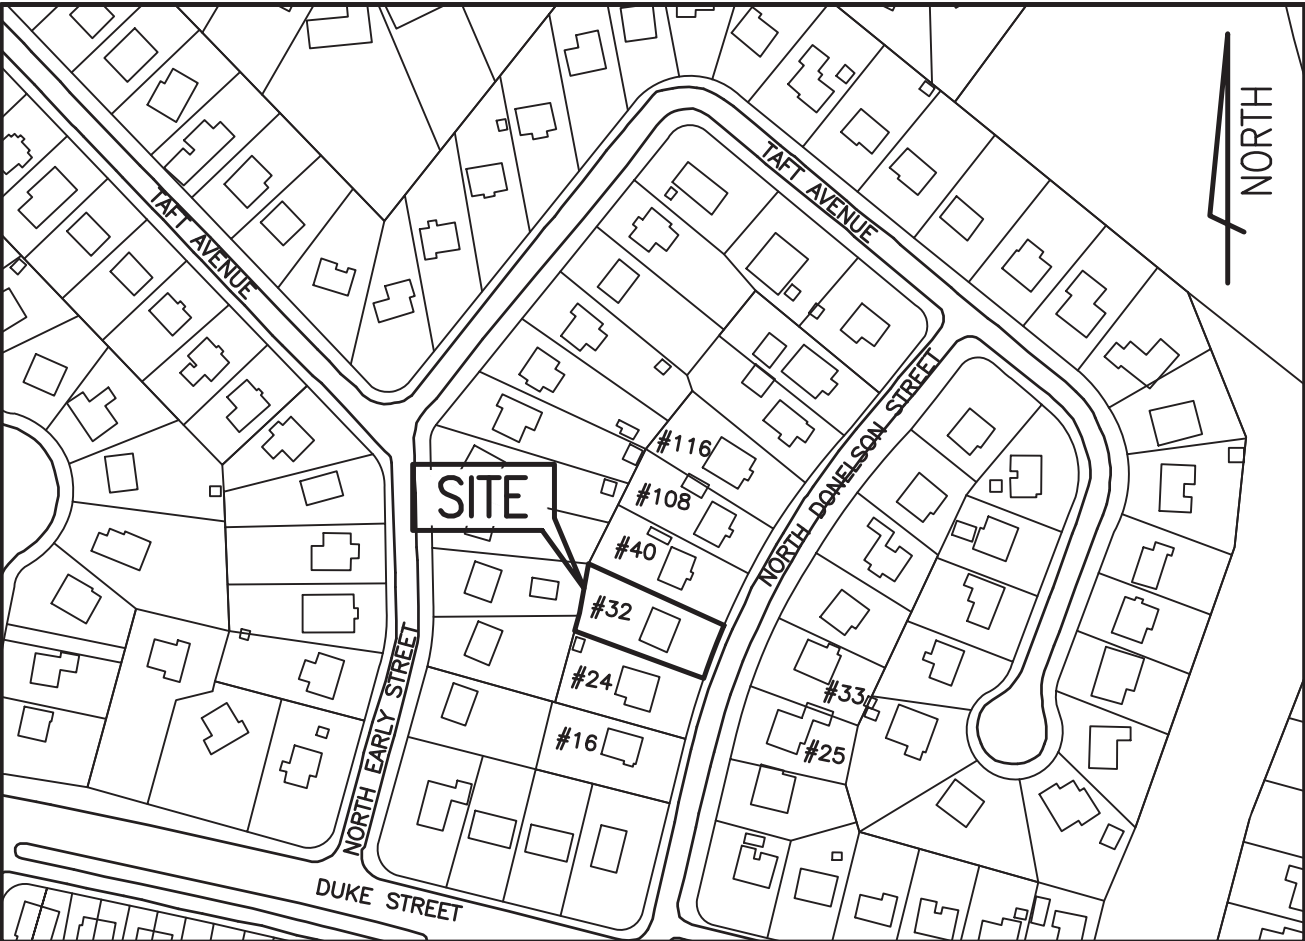 NORTH
TAFT AVENUE
TAFT AVENUE
NORTH DONELSON STREET
#116
SITE
#108
#40
#32
#24
#33
#16
#25
NORTH EARLY STREET
DUKE STREET